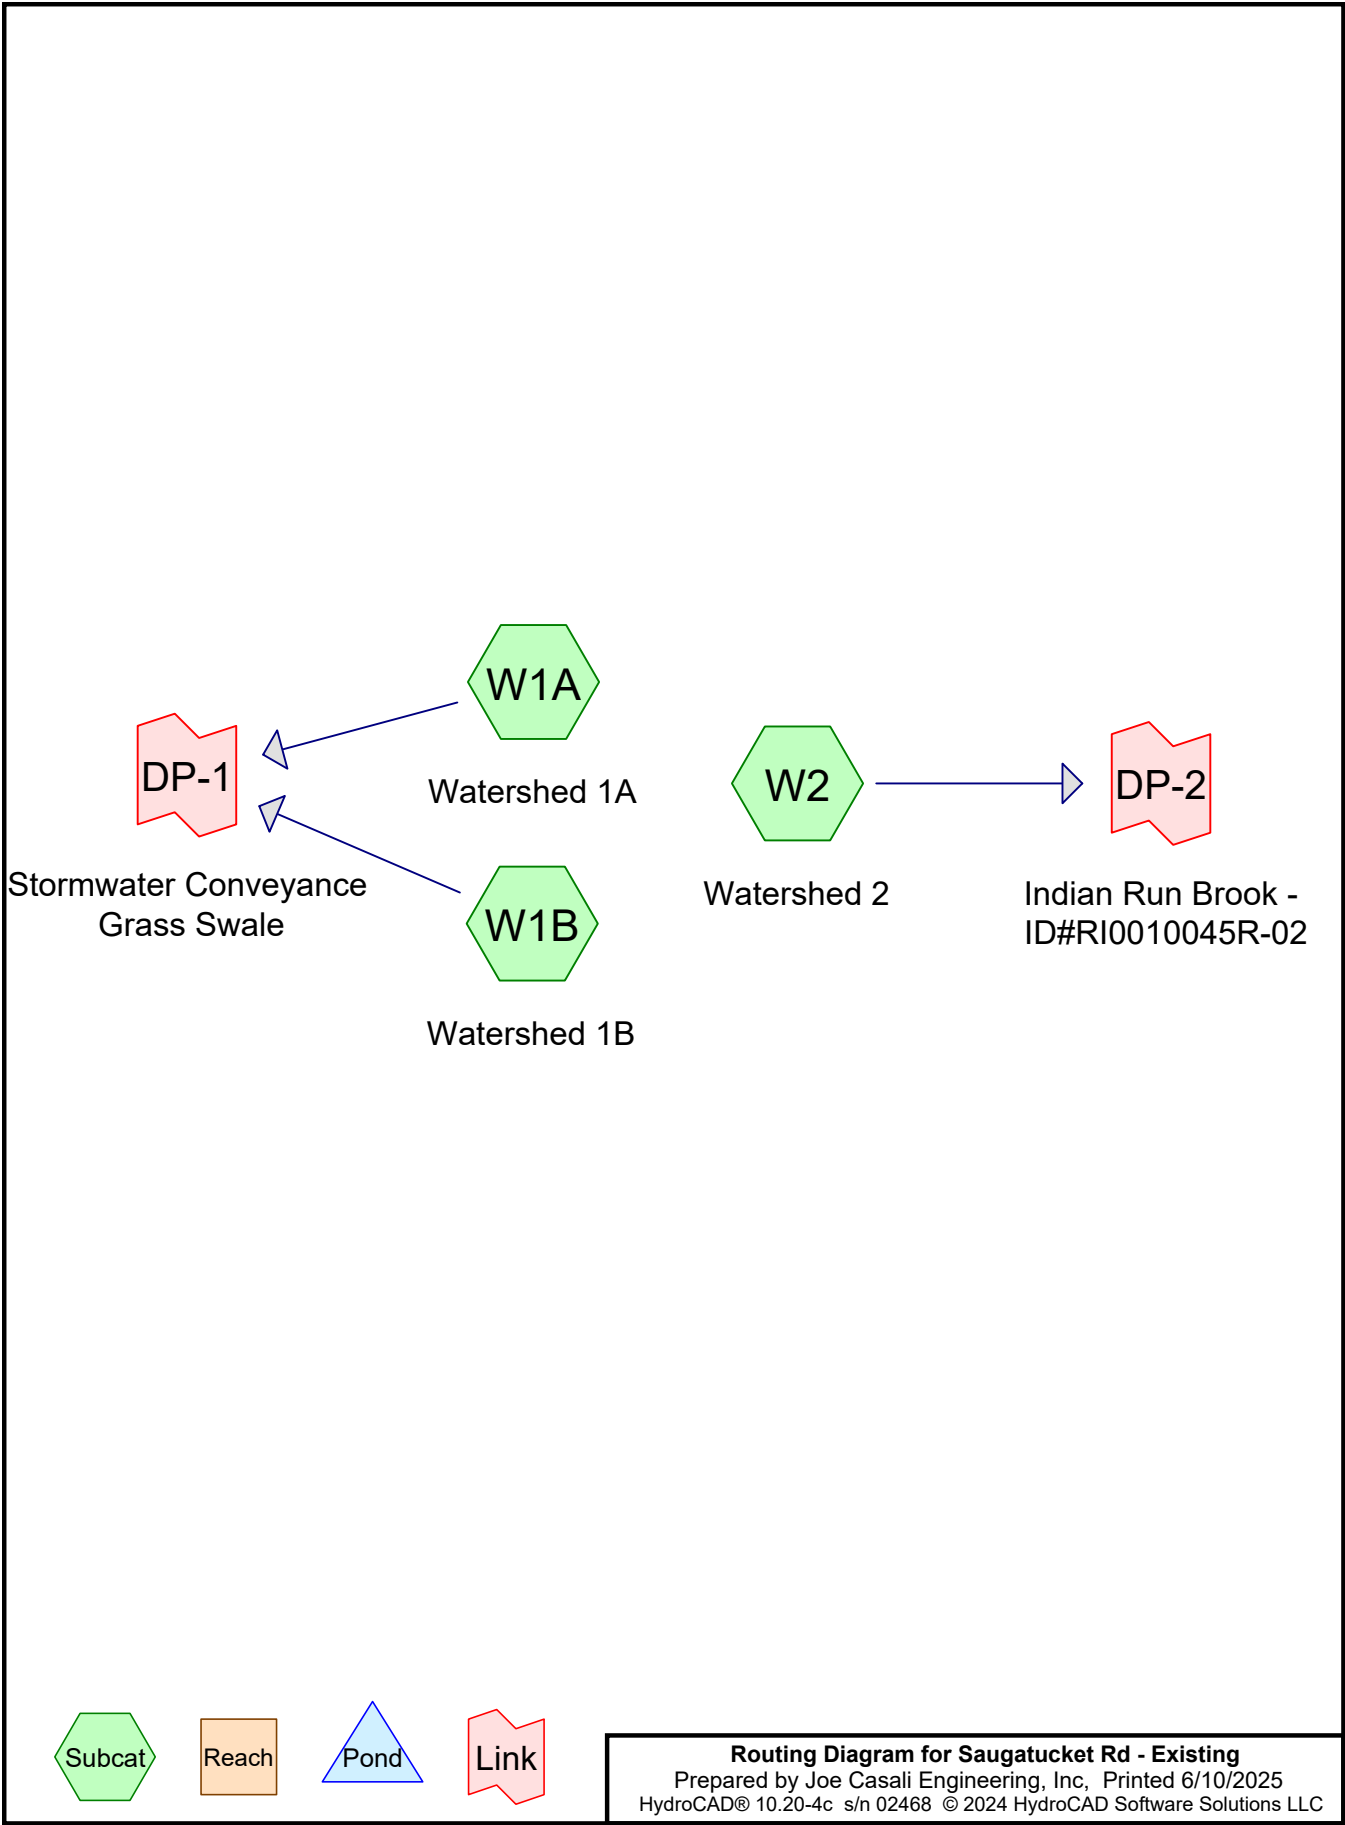 W1A
DP-1
Watershed 1A
W2
DP-2
Stormwater Conveyance
Grass Swale
W1B
Watershed 2
Indian Run Brook -
ID#RI0010045R-02
Watershed 1B
Subcat
Reach
Pond
Link
Routing Diagram for Saugatucket Rd - Existing
Prepared by Joe Casali Engineering, Inc,  Printed 6/10/2025
HydroCAD® 10.20-4c  s/n 02468  © 2024 HydroCAD Software Solutions LLC